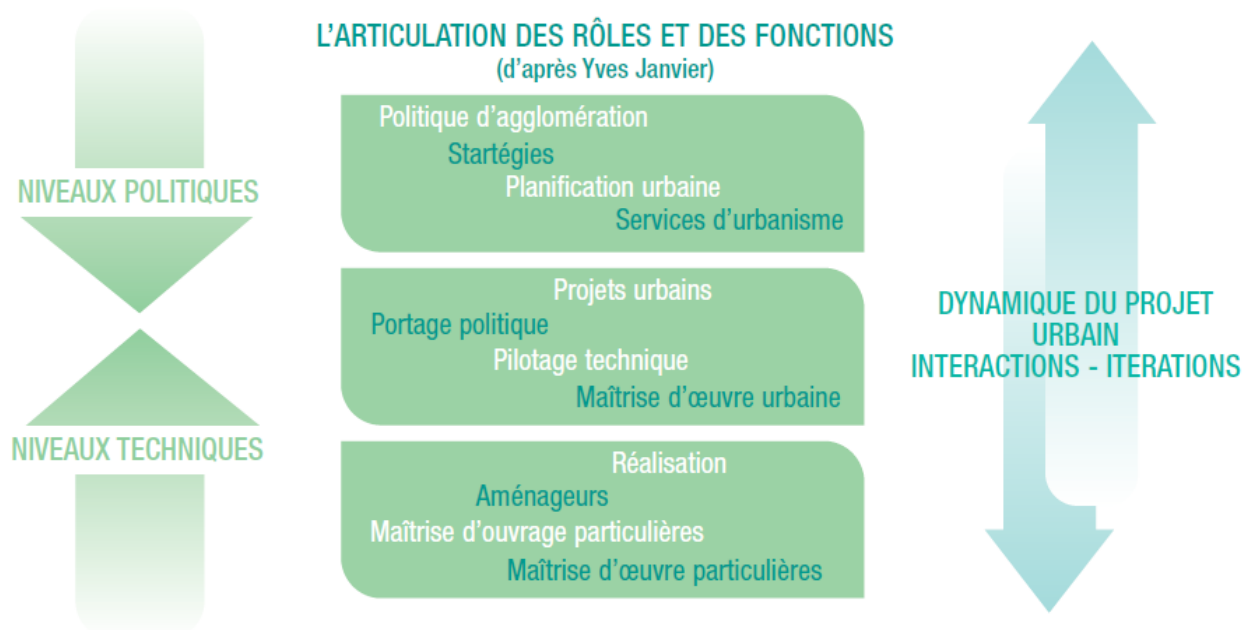 L'ARTICULATION DES RÔLES ET DES FONCTIONS
(d'après Yves Janvier)
NIVEAUX POLITIQUES
NIVEAUX TECHNIQUES
Politique d'agglomération
Startégies
Planification urbaine
Services d'urbanisme
Projets urbains
Portage politique
Pilotage technique
Maîtrise d'œuvre urbaine
Réalisation
Aménageurs
Maîtrise d'ouvrage particulières
Maîtrise d'œuvre particulières
DYNAMIQUE DU PROJET
URBAIN
INTERACTIONS - ITERATIONS